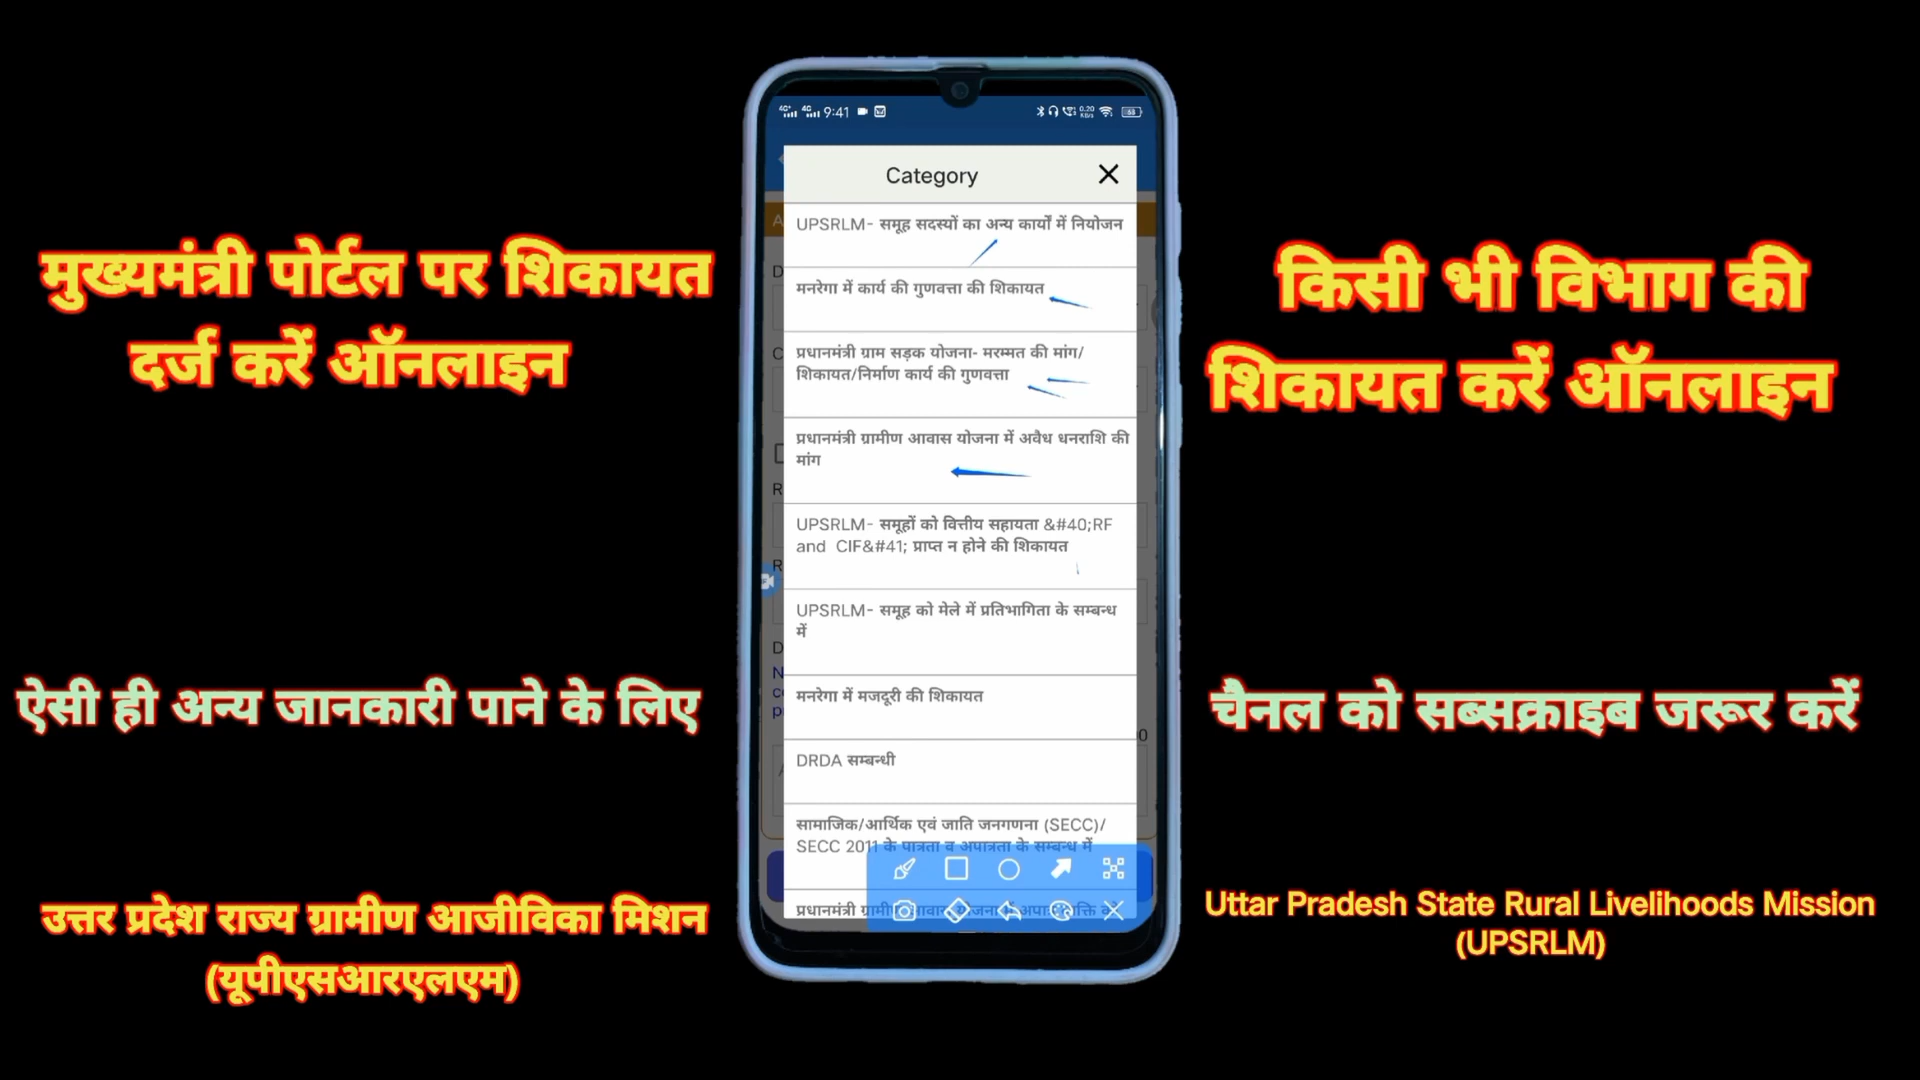 मुख्यमंत्री पोर्टल पर शिकायत
दर्ज करें ऑनलाइन
ऐसी ही अन्य जानकारी पाने के लिए
उत्तर प्रदेश राज्य ग्रामीण आजीविका मिशन
(यूपीएसआरएलएम)
9:41
Category
UPSRLM- समूह सदस्यों का अन्य कार्यों में नियोजन
मनरेगा में कार्य की गुणवत्ता की शिकायत
प्रधानमंत्री ग्राम सड़क योजना- मरम्मत की मांग/
शिकायत/निर्माण कार्य की गुणवत्ता
प्रधानमंत्री ग्रामीण आवास योजना में अवैध धनराशि की
मांग
UPSRLM- समूहों को वित्तीय सहायता &#40;RF
and CIF&#41; प्राप्त न होने की शिकायत
UPSRLM- समूह को मेले में प्रतिभागिता के सम्बन्ध
में
मनरेगा में मजदूरी की शिकायत
DRDA सम्बन्धी
सामाजिक/आर्थिक एवं जाति जनगणना (SECC)/
SECC 2011 के पात्रता व अपात्रता के सम्बन्ध में
प्रधानमंत्री
किसी भी विभाग की
शिकायत करें ऑनलाइन
चैनल को सब्सक्राइब जरूर करें
Uttar Pradesh State Rural Livelihoods Mission
(UPSRLM)